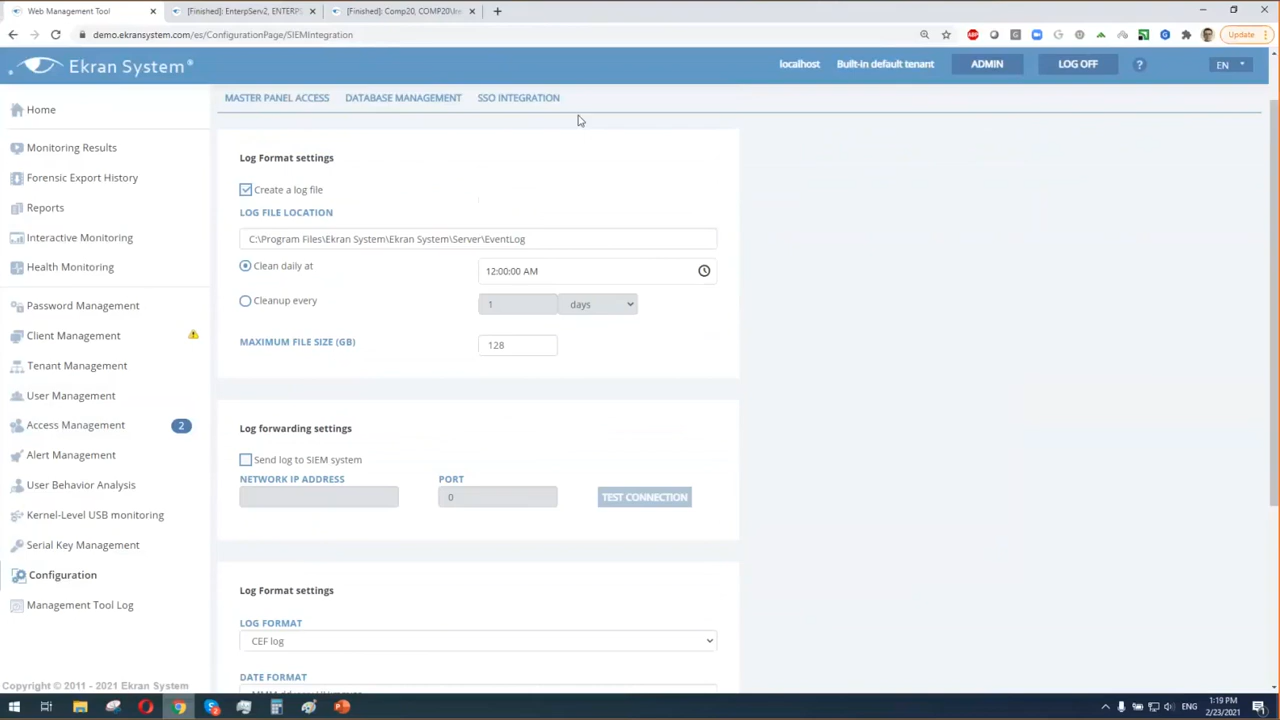 Web Management Tool
[Finished]: EnterpServ2, ENTERPS
[Finished]: Comp20, COMP20\kn
demo.ekransystem.com/es/ConfigurationPage/SIEMIntegration
Update
Ekran System®
localhost
Built-in default tenant
ADMIN
LOG OFF
?
EN
Home
Monitoring Results
Forensic Export History
Reports
Interactive Monitoring
Health Monitoring
Password Management
Client Management
Tenant Management
User Management
Access Management 2
Alert Management
User Behavior Analysis
Kernel-Level USB monitoring
Serial Key Management
Configuration
Management Tool Log
Copyright © 2011 - 2021 Ekran System
MASTER PANEL ACCESS
DATABASE MANAGEMENT
SSO INTEGRATION
Log Format settings
Create a log file
LOG FILE LOCATION
C:\Program Files\Ekran System\Ekran System\Server\EventLog
Clean daily at
12:00:00 AM
Cleanup every
1
days
MAXIMUM FILE SIZE (GB)
128
Log forwarding settings
Send log to SIEM system
NETWORK IP ADDRESS
PORT
0
TEST CONNECTION
Log Format settings
LOG FORMAT
CEF log
DATE FORMAT
ENG
1:19 PM
2/23/2021